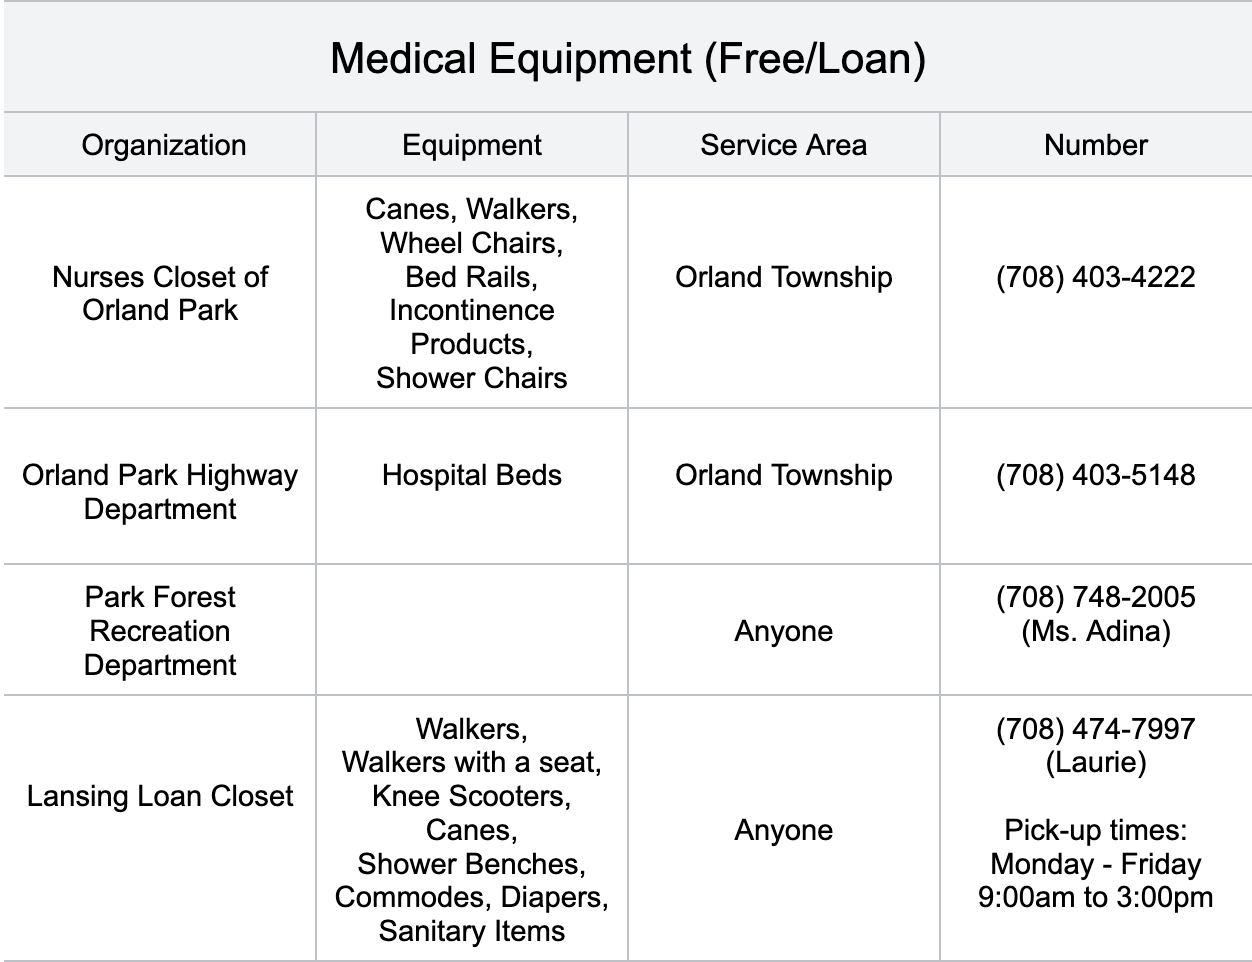 Medical Equipment (Free/Loan)
Organization
Equipment
Service Area
Number
Nurses Closet of
Orland Park
Canes, Walkers,
Wheel Chairs,
Bed Rails,
Incontinence
Products,
Shower Chairs
Orland Township
(708) 403-4222
Orland Park Highway
Department
Hospital Beds
Orland Township
(708) 403-5148
Park Forest
Recreation
Department
Anyone
(708) 748-2005
(Ms. Adina)
Lansing Loan Closet
Walkers,
Walkers with a seat,
Knee Scooters,
Canes,
Shower Benches,
Commodes, Diapers,
Sanitary Items
Anyone
(708) 474-7997
(Laurie)
Pick-up times:
Monday - Friday
9:00am to 3:00pm